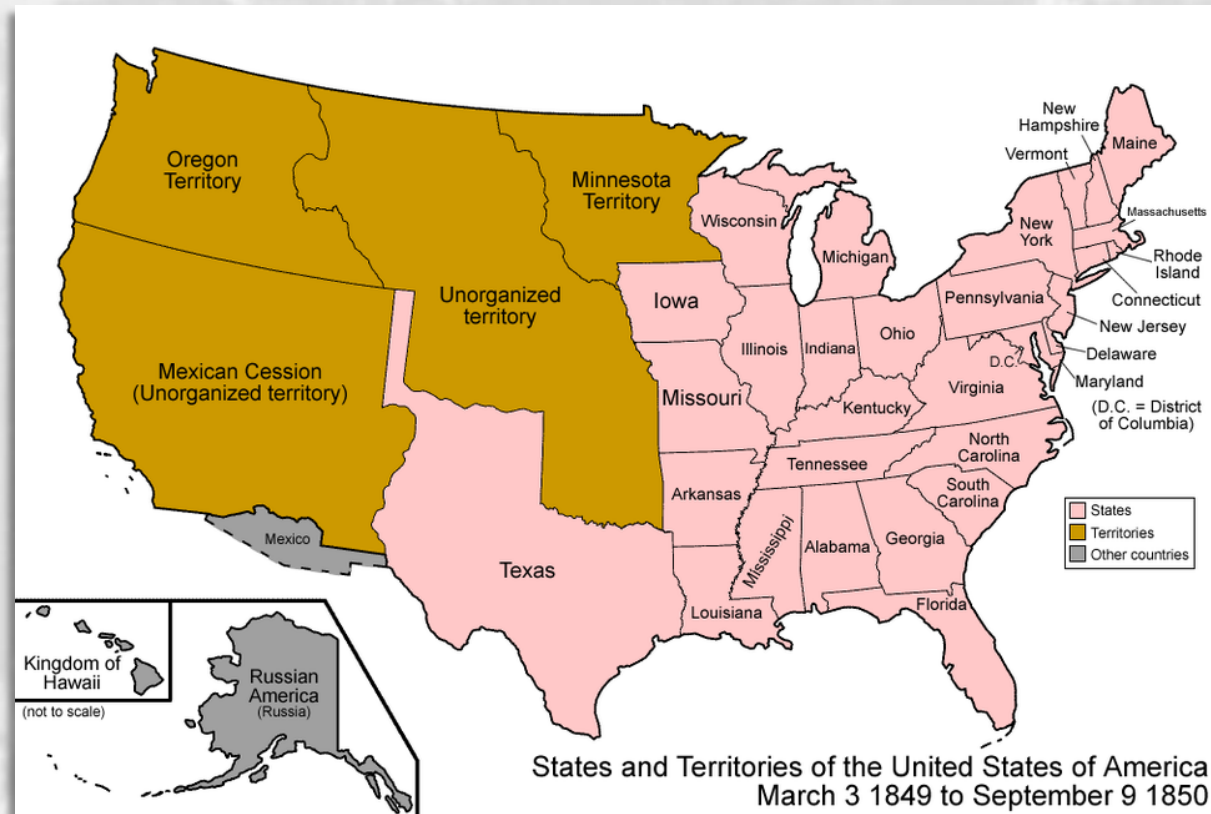 New
Hampshire
Maine
Vermont
Oregon
Territory
Minnesota
Territory
Massachusetts
Wisconsin
New
York
Michigan
Rhode
Island
Unorganized
territory
Iowa
Pennsylvania
Connecticut
New Jersey
Ohio
Illinois
Indiana
Delaware
D.C.
Mexican Cession
(Unorganized territory)
Maryland
Virginia
Missouri
Kentucky
(D.C. = District
of Columbia)
North
Carolina
Tennessee
South
Carolina
Arkansas
States
Territories
Other countries
Mexico
Mississippi
Alabama
Georgia
Texas
Louisiana
Florida
Kingdom of
Hawaii
(not to scale)
Russian
America
(Russia)
States and Territories of the United States of America
March 3 1849 to September 9 1850